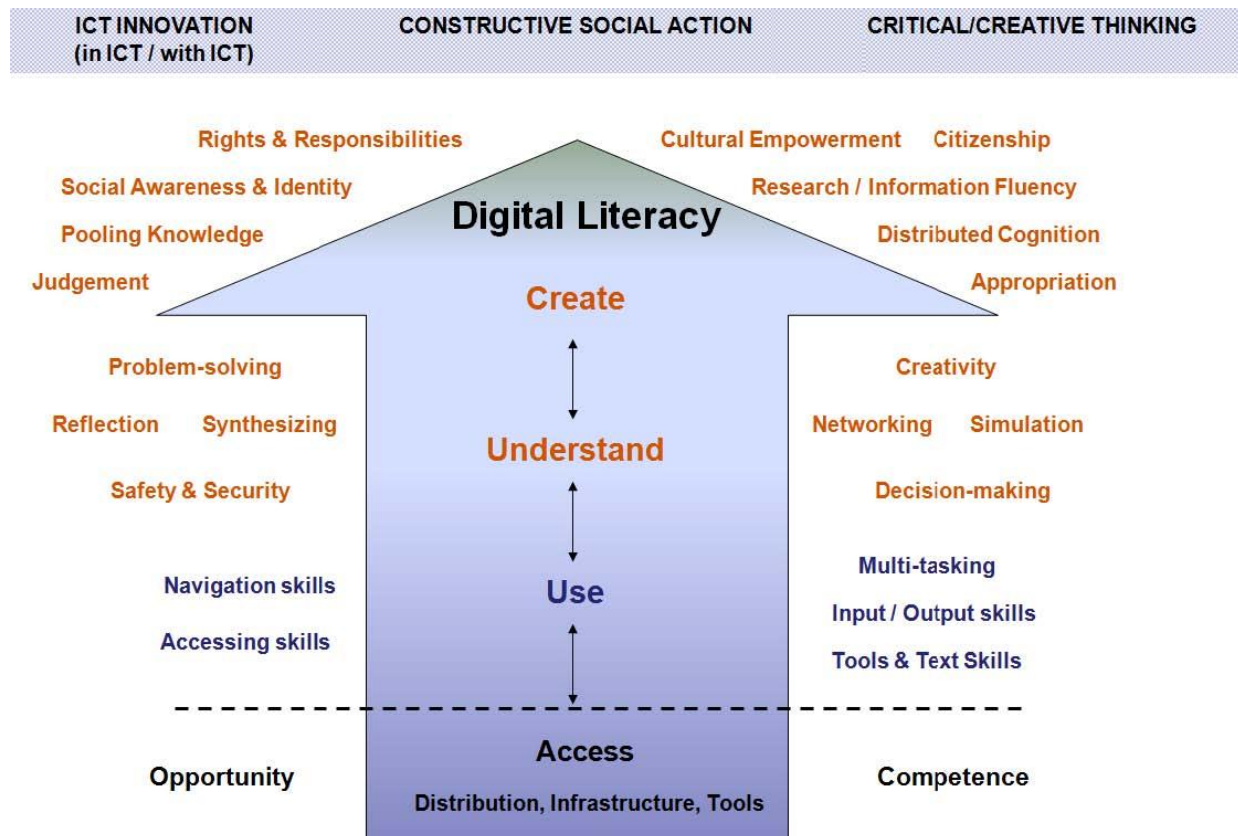 ICT INNOVATION
(in ICT / with ICT)
CONSTRUCTIVE SOCIAL ACTION
CRITICAL/CREATIVE THINKING
Rights & Responsibilities
Cultural Empowerment
Citizenship
Social Awareness & Identity
Research / Information Fluency
Digital Literacy
Pooling Knowledge
Distributed Cognition
Judgement
Appropriation
Create
Problem-solving
Creativity
Reflection
Synthesizing
Networking
Simulation
Understand
Safety & Security
Decision-making
Multi-tasking
Navigation skills
Use
Input / Output skills
Accessing skills
Tools & Text Skills
Access
Opportunity
Competence
Distribution, Infrastructure, Tools